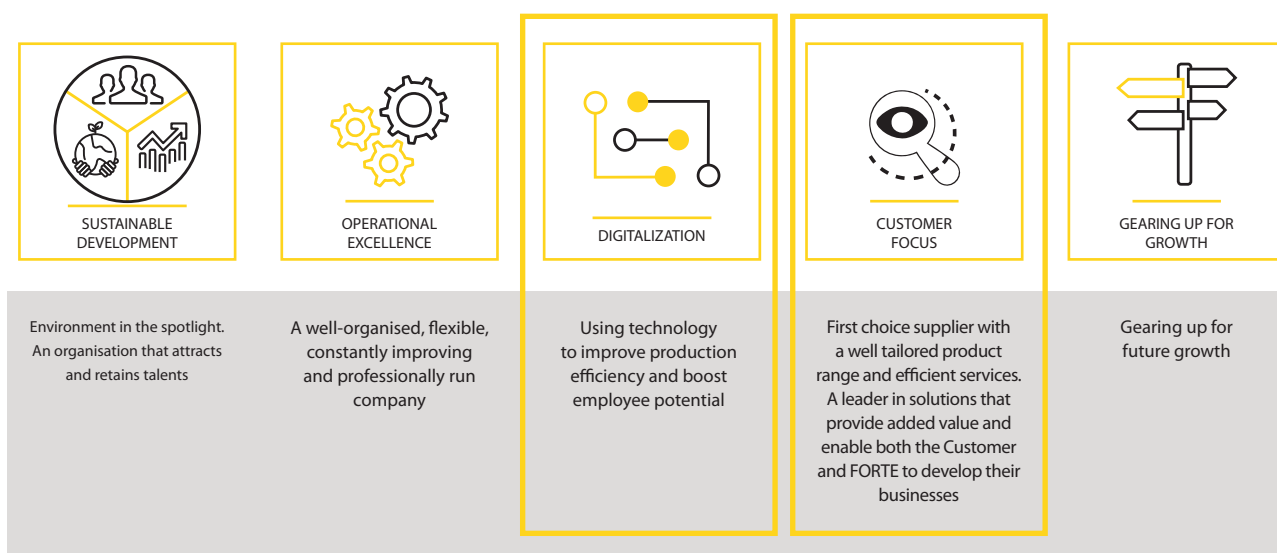 SUSTAINABLE
DEVELOPMENT
OPERATIONAL
EXCELLENCE
DIGITALIZATION
CUSTOMER
FOCUS
GEARING UP FOR
GROWTH
Environment in the spotlight.
An organisation that attracts
and retains talents
A well-organised, flexible,
constantly improving
and professionally run
company
Using technology
to improve production
efficiency and boost
employee potential
First choice supplier with
a well tailored product
range and efficient services.
A leader in solutions that
provide added value and
enable both the Customer
and FORTE to develop their
businesses
Gearing up for
future growth